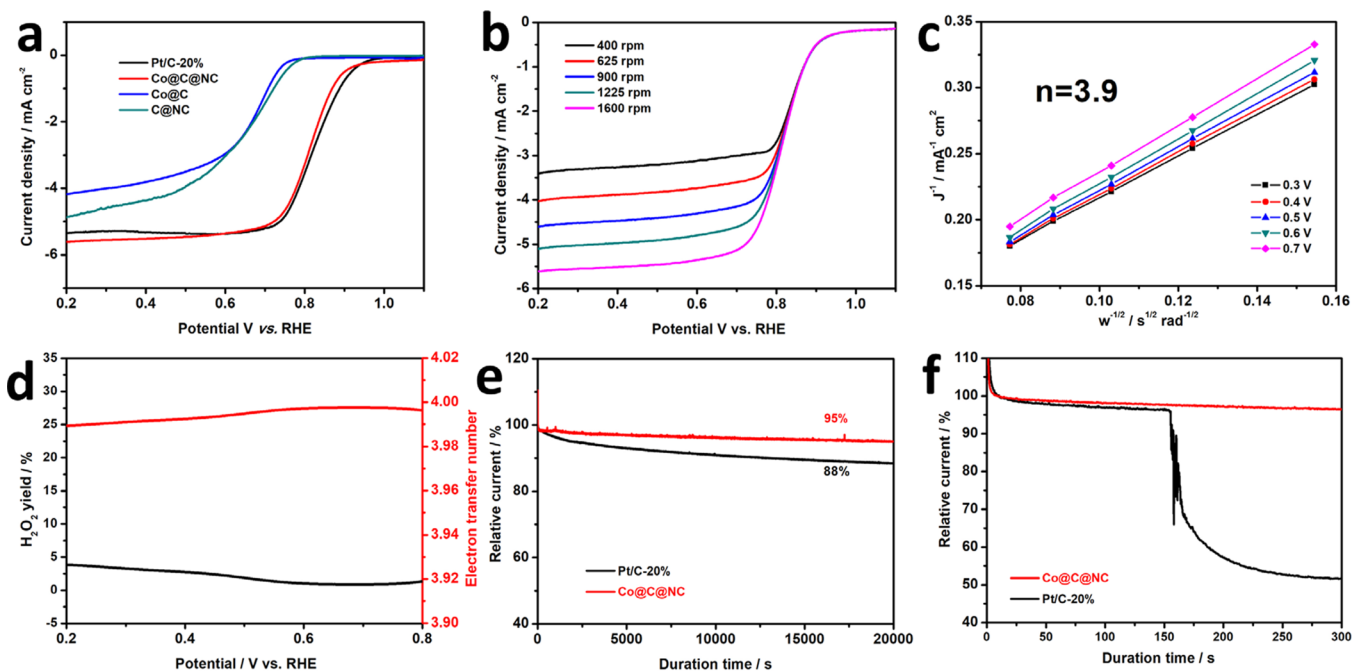 a
Pt/C-20%
Co@C@NC
Co@C
C@NC
0
-2
-4
-6
Current density / mA cm-2
0.2 0.4 0.6 0.8 1.0
Potential V vs. RHE
b
400 rpm
625 rpm
900 rpm
1225 rpm
1600 rpm
0
-1
-2
-3
-4
-5
-6
Current density / mA cm-2
0.2 0.4 0.6 0.8 1.0
Potential V vs. RHE
c
n=3.9
0.3 V
0.4 V
0.5 V
0.6 V
0.7 V
0.30
0.25
0.20
0.15
J-1 / mA-1 cm2
0.08 0.10 0.12 0.14 0.16
w-1/2 / s1/2 rad-1/2
d
35
30
25
20
15
10
5
0
-5
H2O2 yield / %
4.02
4.00
3.98
3.96
3.94
3.92
3.90
Electron transfer number
0.2 0.4 0.6 0.8
Potential / V vs. RHE
e
120
100
80
60
40
Relative current / %
95%
88%
Pt/C-20%
Co@C@NC
0 5000 10000 15000 20000
Duration time / s
f
110
100
90
80
70
60
50
40
Relative current / %
Co@C@NC
Pt/C-20%
0 50 100 150 200 250 300
Duration time / s